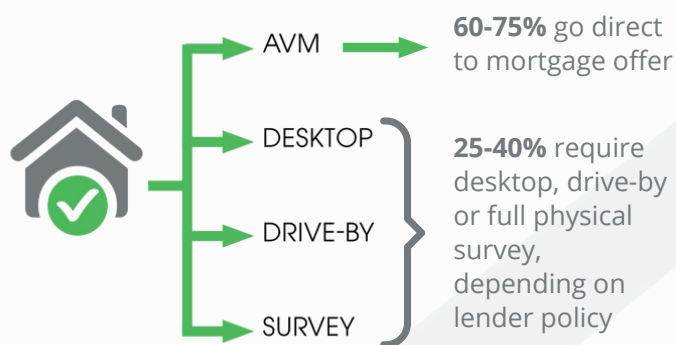 AVM
60-75% go direct
to mortgage offer
DESKTOP
DRIVE-BY
SURVEY
25-40% require
desktop, drive-by
or full physical
survey,
depending on
lender policy